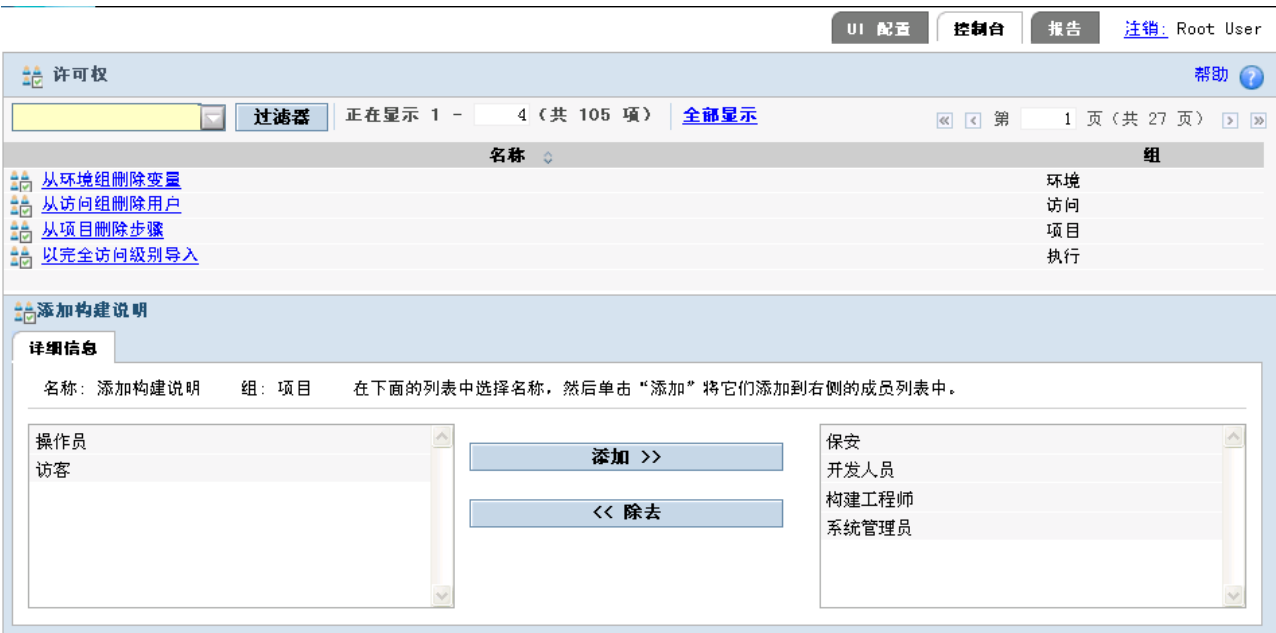 UI 配置 控制台 报告 注销: Root User
许可权 帮助
过滤器 正在显示 1 - 4 (共 105 项) 全部显示 第 1 页(共 27 页)
名称 组
从环境组删除变量 环境
从访问组删除用户 访问
从项目删除步骤 项目
以完全访问级别导入 执行
添加构建说明
详细信息
名称: 添加构建说明 组: 项目 在下面的列表中选择名称，然后单击“添加”将它们添加到右侧的成员列表中。
操作员 添加 >> 保安
访客 开发人员
<< 除去 构建工程师
系统管理员